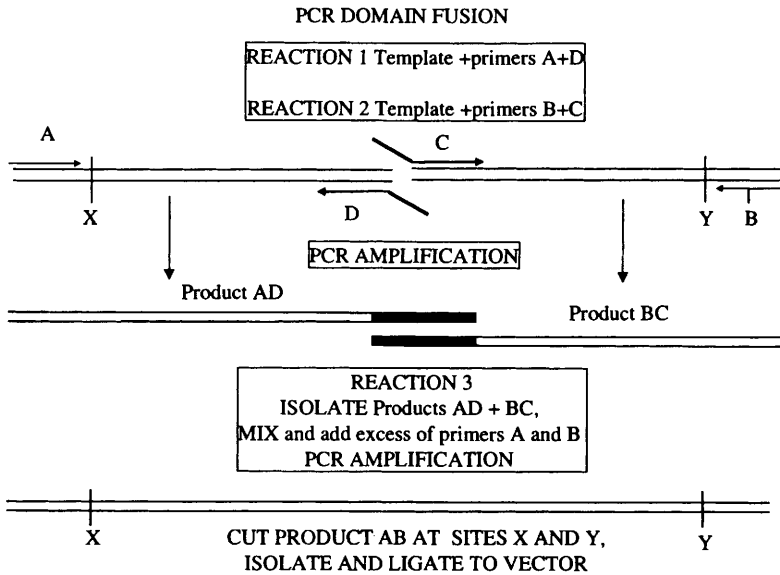 PCR DOMAIN FUSION
REACTION 1 Template +primers A+D
REACTION 2 Template +primers B+C
A
C
X
D
Y
B
PCR AMPLIFICATION
Product AD
Product BC
REACTION 3
ISOLATE Products AD + BC,
MIX and add excess of primers A and B
PCR AMPLIFICATION
X
CUT PRODUCT AB AT SITES X AND Y,
Y
ISOLATE AND LIGATE TO VECTOR